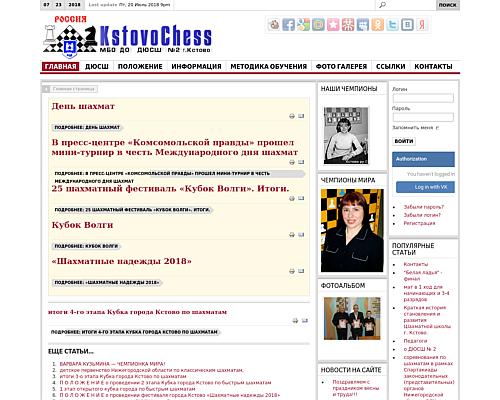 07 23 2018 Last update Пт, 20 Июль 2018 9pm
поиск
РОССИЯ
KstovoChess
МБО ДО ДЮСШ №2 г.Кстово
ГЛАВНАЯ ДЮСШ ПОЛОЖЕНИЕ ИНФОРМАЦИЯ МЕТОДИКА ОБУЧЕНИЯ ФОТО ГАЛЕРЕЯ ССЫЛКИ КОНТАКТЫ
Главная страница
День шахмат
ПОДРОБНЕЕ: ДЕНЬ ШАХМАТ
В пресс-центре «Комсомольской правды» прошел
мини-турнир в честь Международного дня шахмат
ПОДРОБНЕЕ: В ПРЕСС-ЦЕНТРЕ «КОМСОМОЛЬСКОЙ ПРАВДЫ» ПРОШЕЛ МИНИ-ТУРНИР В ЧЕСТЬ
МЕЖДУНАРОДНОГО ДНЯ ШАХМАТ
25 шахматный фестиваль «Кубок Волги». Итоги.
ПОДРОБНЕЕ: 25 ШАХМАТНЫЙ ФЕСТИВАЛЬ «КУБОК ВОЛГИ». ИТОГИ.
Кубок Волги
ПОДРОБНЕЕ: КУБОК ВОЛГИ
«Шахматные надежды 2018»
ПОДРОБНЕЕ: «ШАХМАТНЫЕ НАДЕЖДЫ 2018»
итоги 4-го этапа Кубка города Кстово по шахматам
ПОДРОБНЕЕ: ИТОГИ 4-ГО ЭТАПА КУБКА ГОРОДА КСТОВО ПО ШАХМАТАМ
ЕЩЕ СТАТЬИ...
1. ВАРВАРА КУЗЬМИНА — ЧЕМПИОНКА МИРА!
2. детское первенство Нижегородской области по классическим шахматам.
3. итоги 3-го этапа Кубка города Кстово по шахматам
4. П О Л О Ж Е Н И Е о проведении 2 этапа Кубка города Кстово по быстрым шахматам
5. 1 этап открытого кубка города по быстрым шахматам
6. П О Л О Ж Е Н И Е о проведении фестиваля города Кстово «Шахматные надежды 2018»
НАШИ ЧЕМПИОНЫ
ЧЕМПИОНЫ МИРА
ФОТОАЛЬБОМ
НОВОСТИ НА САЙТЕ
Поздравляем с
праздником весны
и труда!!!
Логин
Пароль
Запомнить меня
ВОЙТИ
Authorization
You haven't logged in
Log in with VK
Забыли пароль?
Забыли логин?
Регистрация
ПОПУЛЯРНЫЕ
СТАТЬИ
Контакты
"Белая ладья" -
финал
мат в 1 ход для
начинающих и 3-4
разрядов
Краткая история
становления и
развития
Шахматной школы
г. Кстово.
Педагоги
о ДЮСШ № 2
соревнования по
шахматам в рамках
Спартакиады
законодательных
(представительных)
органов
Нижегородской